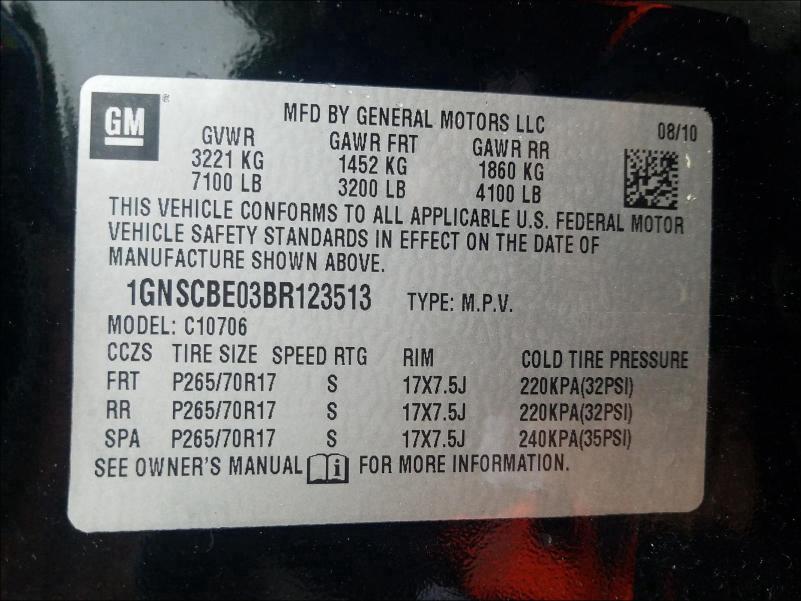 GM ®
MFD BY GENERAL MOTORS LLC 08/10
GVWR GAWR FRT GAWR RR
3221 KG 1452 KG 1860 KG
7100 LB 3200 LB 4100 LB
THIS VEHICLE CONFORMS TO ALL APPLICABLE U.S. FEDERAL MOTOR
VEHICLE SAFETY STANDARDS IN EFFECT ON THE DATE OF
MANUFACTURE SHOWN ABOVE.
1GNSCBE03BR123513 TYPE: M.P.V.
MODEL: C10706
CCZS TIRE SIZE SPEED RTG RIM COLD TIRE PRESSURE
FRT P265/70R17 S 17X7.5J 220KPA(32PSI)
RR P265/70R17 S 17X7.5J 220KPA(32PSI)
SPA P265/70R17 S 17X7.5J 240KPA(35PSI)
SEE OWNER'S MANUAL i FOR MORE INFORMATION.